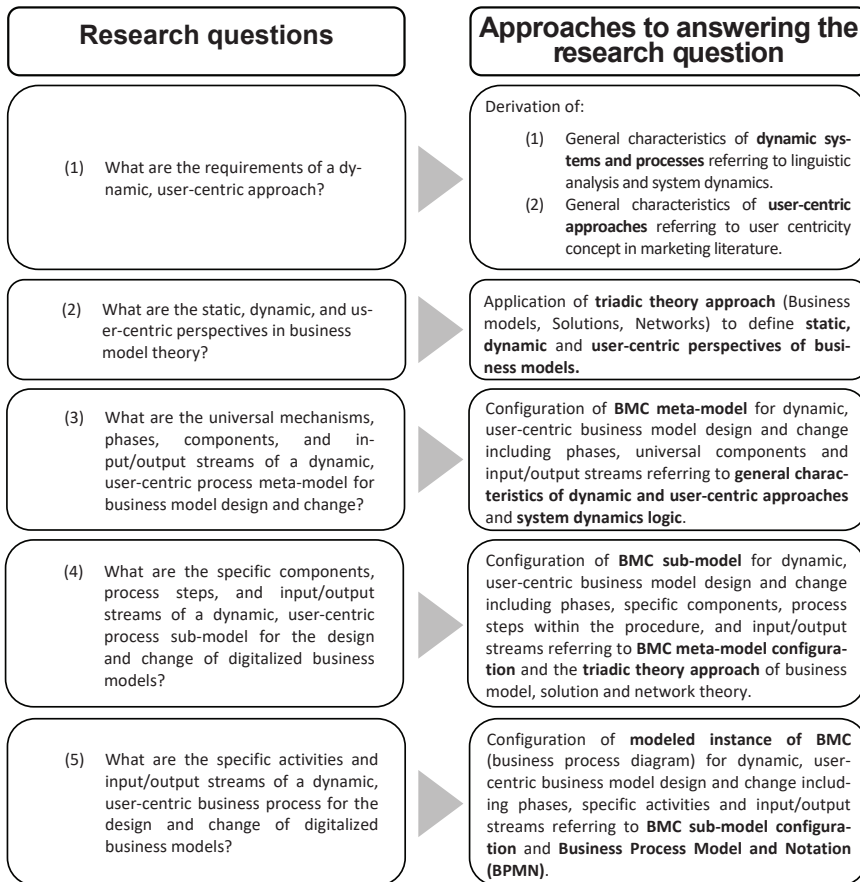 Research questions
Approaches to answering the
research question
(1) What are the requirements of a dy-
namic, user-centric approach?
Derivation of:
(1) General characteristics of dynamic sys-
tems and processes referring to linguistic
analysis and system dynamics.
(2) General characteristics of user-centric
approaches referring to user centricity
concept in marketing literature.
(2) What are the static, dynamic, and us-
er-centric perspectives in business
model theory?
Application of triadic theory approach (Business
models, Solutions, Networks) to define static,
dynamic and user-centric perspectives of busi-
ness models.
(3) What are the universal mechanisms,
phases, components, and in-
put/output streams of a dynamic,
user-centric process meta-model for
business model design and change?
Configuration of BMC meta-model for dynamic,
user-centric business model design and change
including phases, universal components and
input/output streams referring to general charac-
teristics of dynamic and user-centric approaches
and system dynamics logic.
(4) What are the specific components,
process steps, and input/output
streams of a dynamic, user-centric
process sub-model for the design
and change of digitalized business
models?
Configuration of BMC sub-model for dynamic,
user-centric business model design and change
including phases, specific components, process
steps within the procedure, and input/output
streams referring to BMC meta-model configura-
tion and the triadic theory approach of business
model, solution and network theory.
(5) What are the specific activities and
input/output streams of a dynamic,
user-centric business process for the
design and change of digitalized
business models?
Configuration of modeled instance of BMC
(business process diagram) for dynamic, user-
centric business model design and change includ-
ing phases, specific activities and input/output
streams referring to BMC sub-model configura-
tion and Business Process Model and Notation
(BPMN).